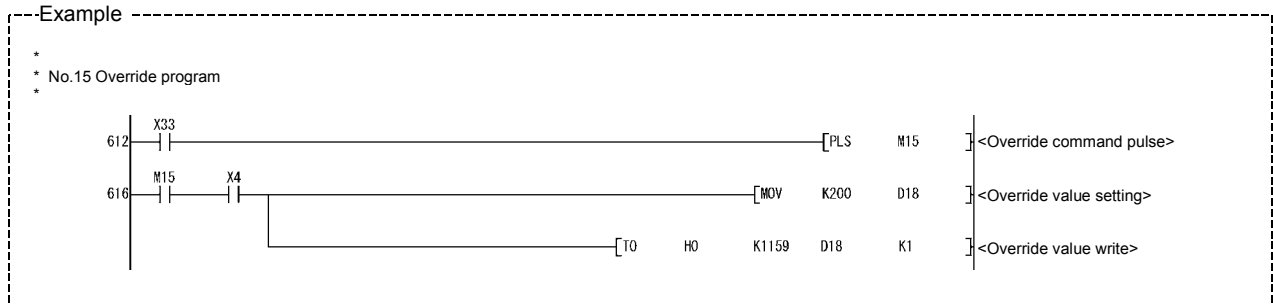 Example
*
* No.15 Override program
*
X33
612 [PLS M15 ] <Override command pulse>
M15 X4
616 [MOV K200 D18 ] <Override value setting>
[TO H0 K1159 D18 K1 ] <Override value write>